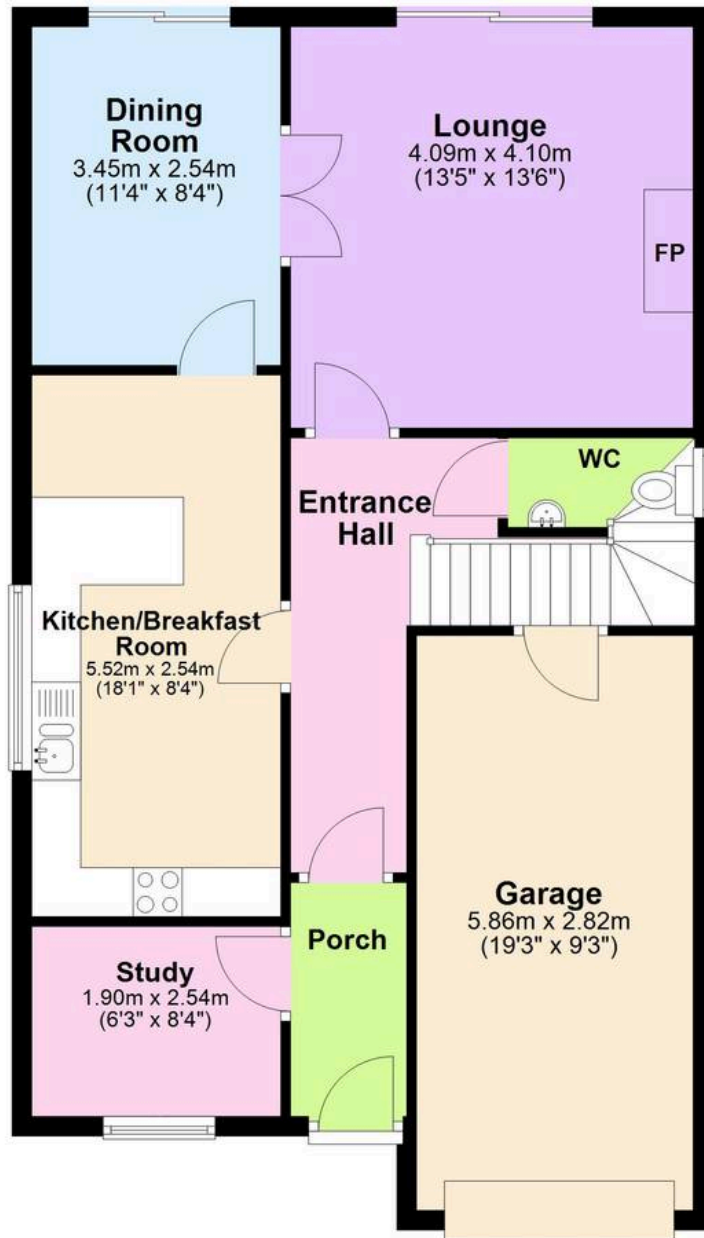 Dining
Room
3.45m x 2.54m
(11'4" x 8'4")
Lounge
4.09m x 4.10m
(13'5" x 13'6")
FP
WC
Entrance
Hall
Kitchen/Breakfast
Room
5.52m x 2.54m
(18'1" x 8'4")
Garage
5.86m x 2.82m
(19'3" x 9'3")
Porch
Study
1.90m x 2.54m
(6'3" x 8'4")